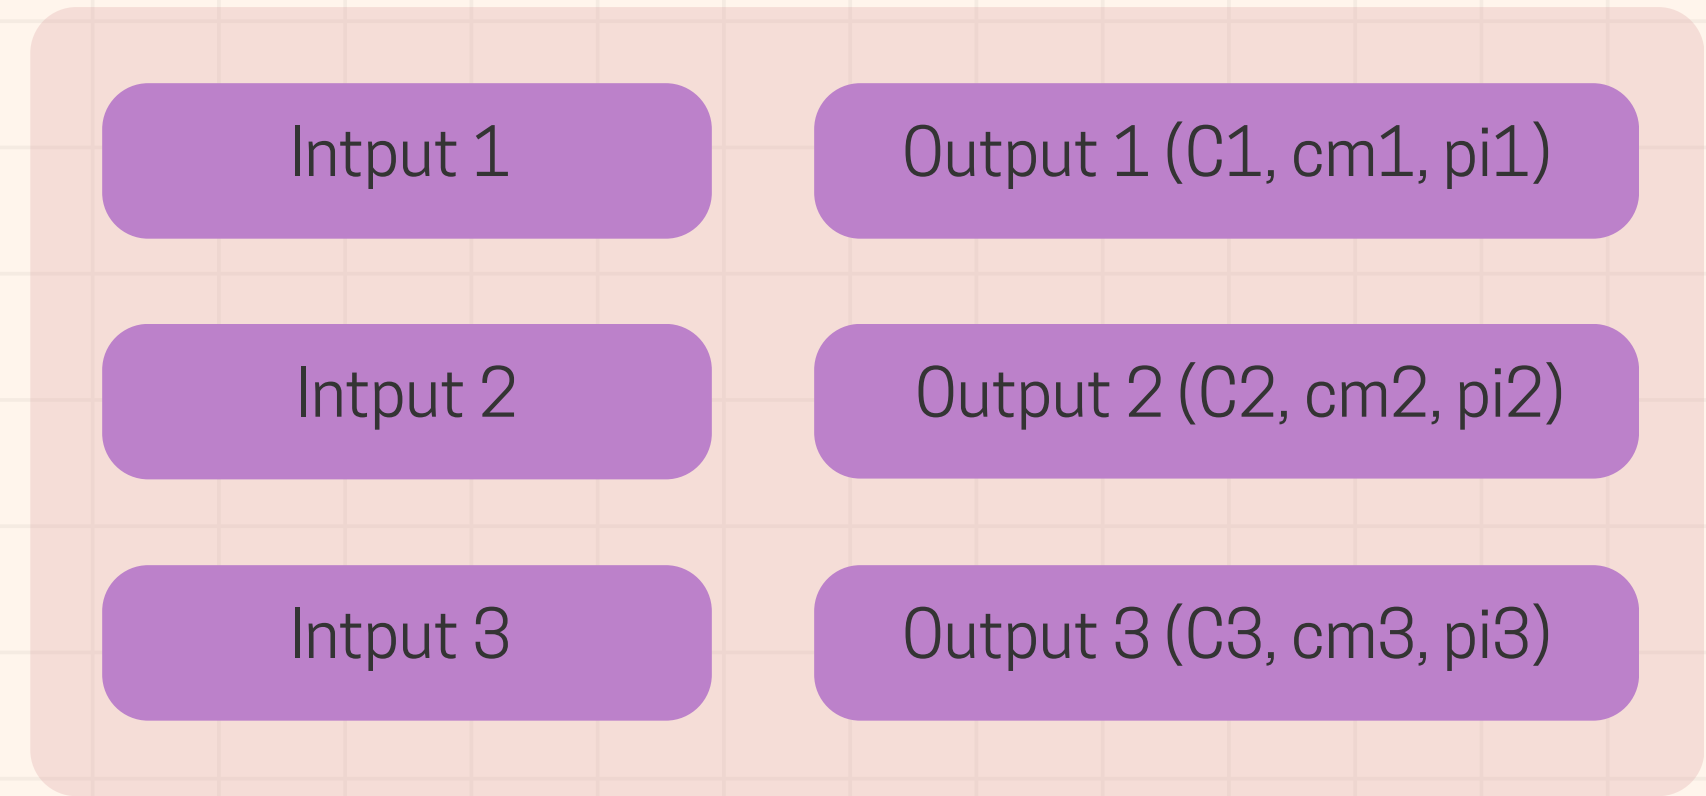 Intput 1
Output 1 (C1, cm1, pi1)
Intput 2
Output 2 (C2, cm2, pi2)
Intput 3
Output 3 (C3, cm3, pi3)